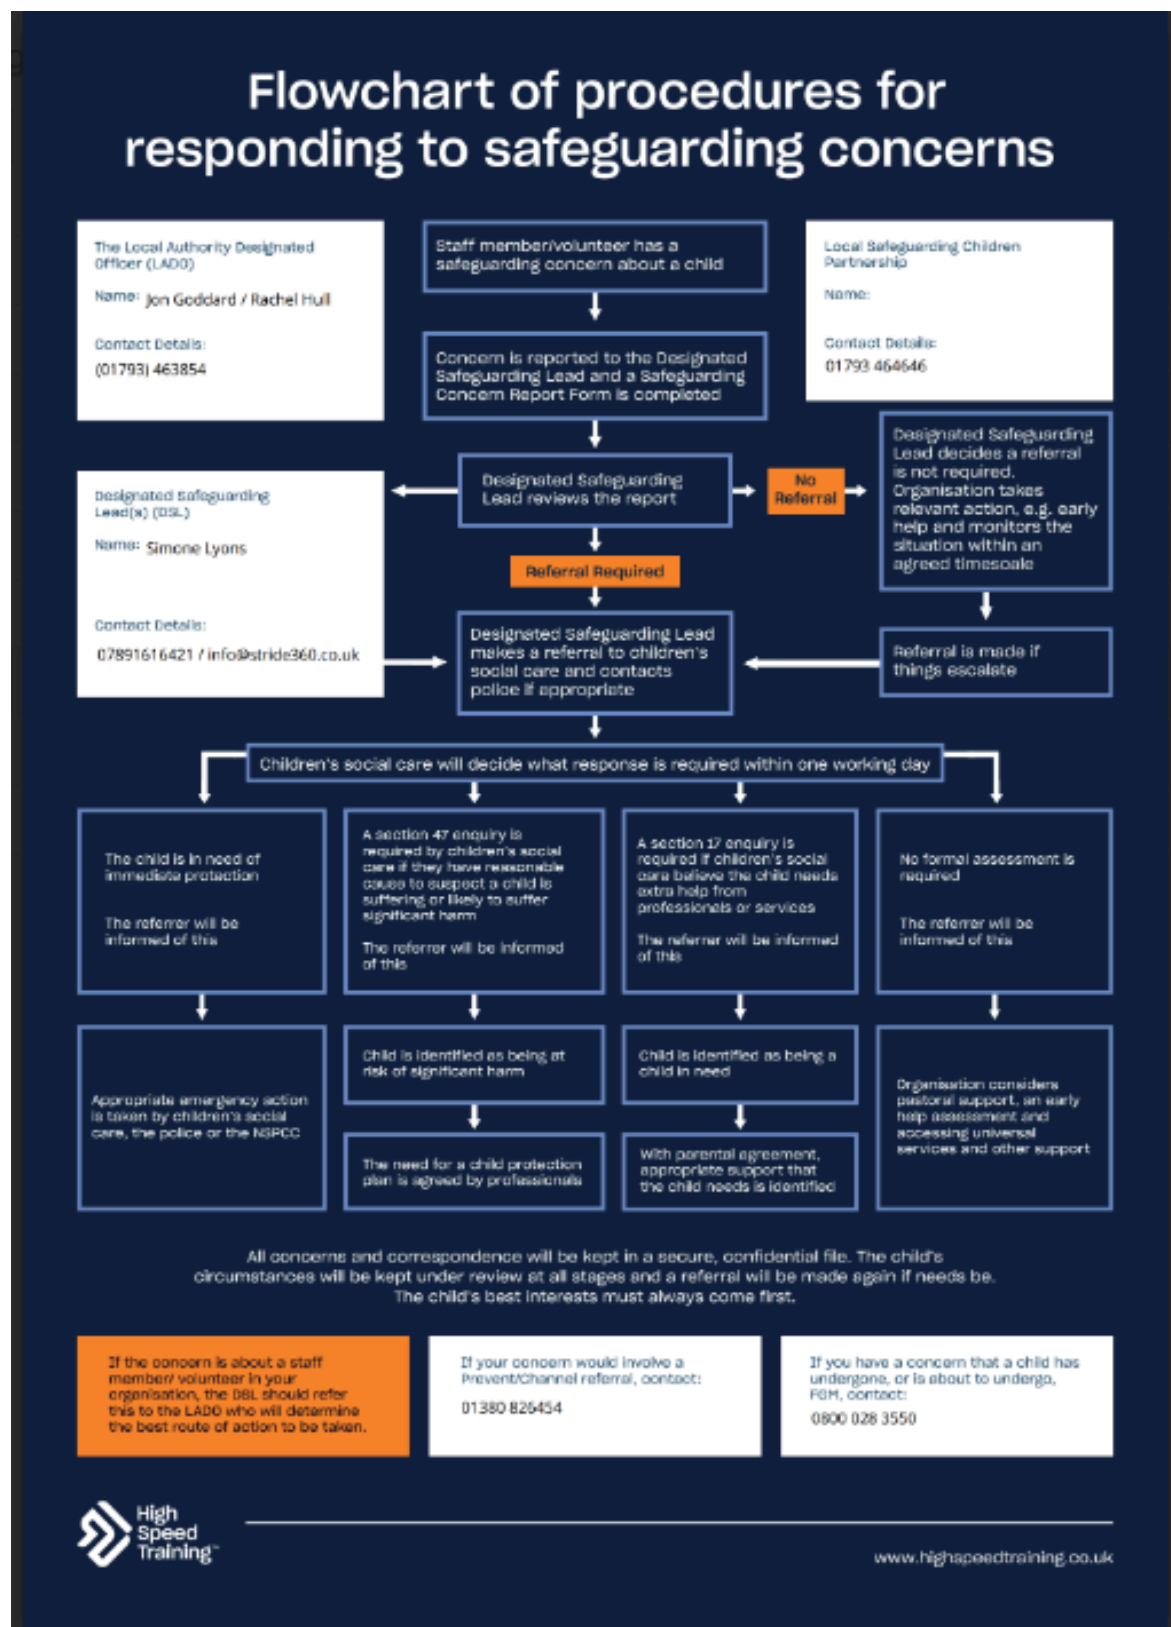 Flowchart of procedures for
responding to safeguarding concerns
The Local Authority Designated
Officer (LADO)
Name: Jon Goddard / Rachel Hull
Contact Details:
(01793) 463854
Staff member/volunteer has a
safeguarding concern about a child
Local Safeguarding Children
Partnership
Name:
Contact Details:
01793 464646
Concern is reported to the Designated
Safeguarding Lead and a Safeguarding
Concern Report Form is completed
Designated Safeguarding
Lead(s) (DSL)
Name: Simone Lyons
Contact Details:
07891616421 / info@stride360.co.uk
Designated Safeguarding
Lead reviews the report
No
Referral
Designated Safeguarding
Lead decides a referral
is not required.
Organisation takes
relevant action, e.g. early
help and monitors the
situation within an
agreed timescale
Referral Required
Designated Safeguarding Lead
makes a referral to children's
social care and contacts
police if appropriate
Referral is made if
things escalate
Children's social care will decide what response is required within one working day
The child is in need of
immediate protection
The referrer will be
informed of this
A section 47 enquiry is
required by children's social
care if they have reasonable
cause to suspect a child is
suffering or likely to suffer
significant harm
The referrer will be informed
of this
A section 17 enquiry is
required if children's social
care believe the child needs
extra help from
professionals or services
The referrer will be informed
of this
No formal assessment is
required
The referrer will be
informed of this
Appropriate emergency action
is taken by children's social
care, the police or the NSPCC
Child is identified as being at
risk of significant harm
The need for a child protection
plan is agreed by professionals
Child is identified as being a
child in need
With parental agreement,
appropriate support that
the child needs is identified
Organisation considers
pastoral support, an early
help assessment and
accessing universal
services and other support
All concerns and correspondence will be kept in a secure, confidential file. The child's
circumstances will be kept under review at all stages and a referral will be made again if needs be.
The child's best interests must always come first.
If the concern is about a staff
member/ volunteer in your
organisation, the DSL should refer
this to the LADO who will determine
the best route of action to be taken.
If your concern would involve a
Prevent/Channel referral, contact:
01380 826454
If you have a concern that a child has
undergone, or is about to undergo,
FGM, contact:
0800 028 3550
High
Speed
Training™
www.highspeedtraining.co.uk